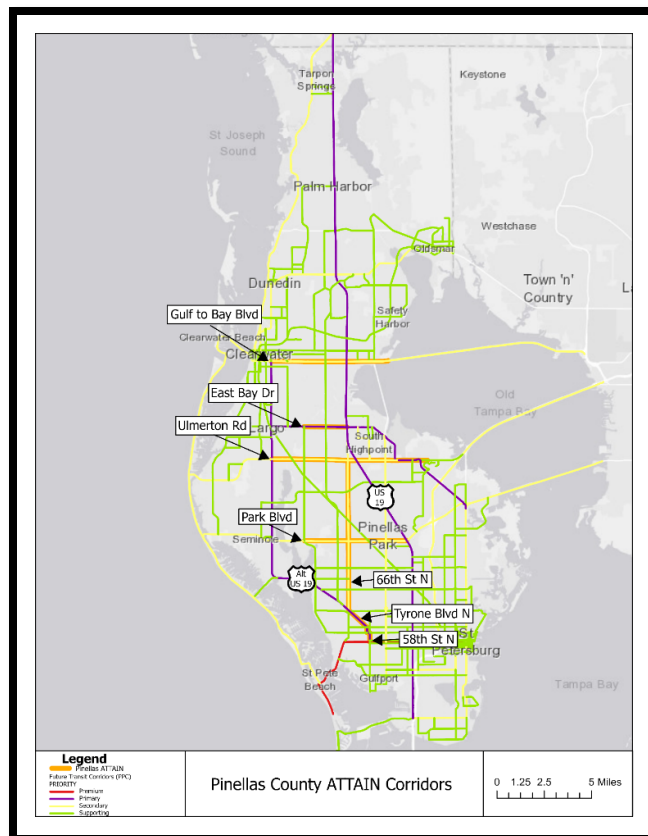 Tarpon
Springs
Keystone
St Joseph
Sound
Palm Harbor
Westchase
Oldsmar
Dunedin
Town 'n'
Country
Safety
Harbor
Gulf to Bay Blvd
Clearwater Beach
Clearwater
East Bay Dr
Old
Tampa Bay
Ulmerton Rd
Largo
South
Highpoint
US
19
Park Blvd
Pinellas
Park
Seminole
Alt
US 19
66th St N
Tyrone Blvd N
58th St N
St
Petersburg
St Pete
Beach
Gulfport
Tampa Bay
Legend
Pinellas ATTAIN
Future Transit Corridors (PPC)
PRIORITY
Premium
Primary
Secondary
Supporting
Pinellas County ATTAIN Corridors
0 1.25 2.5 5 Miles